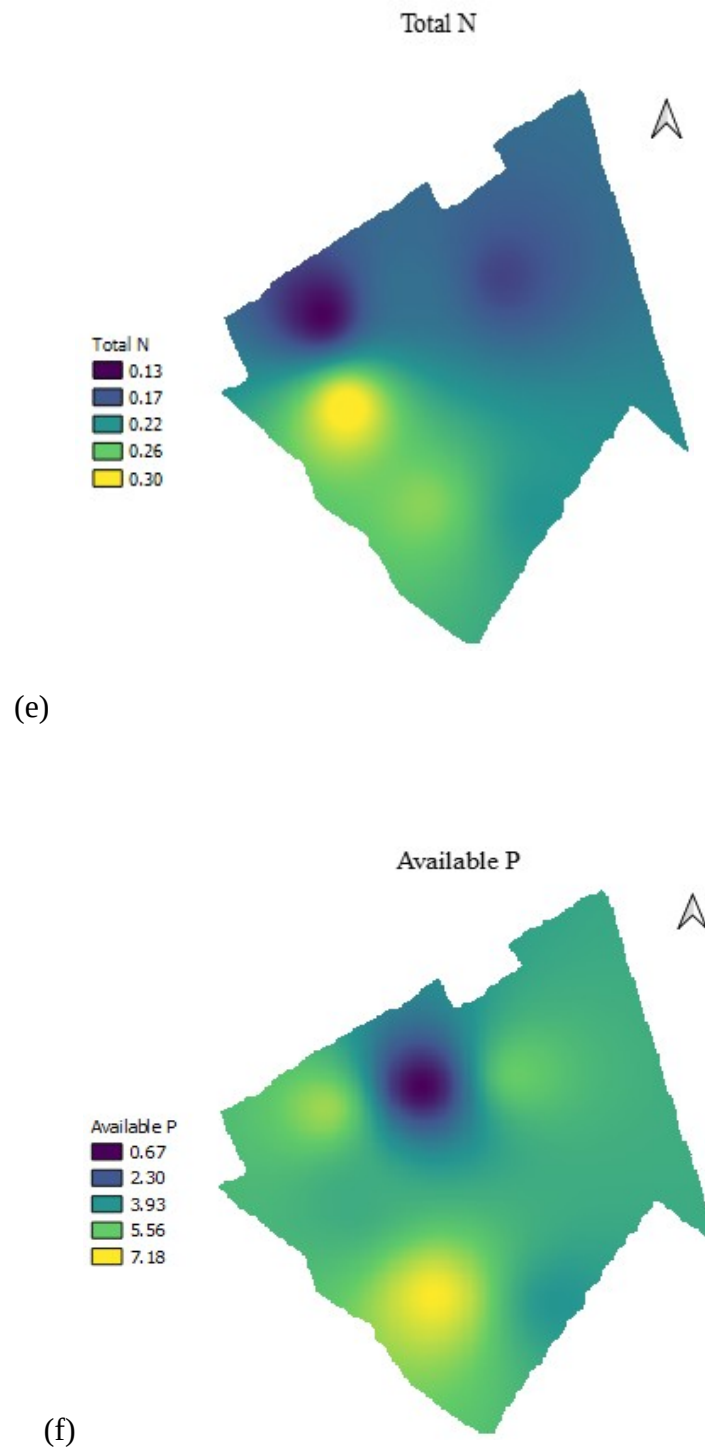 Total N
Total N
0.13
0.17
0.22
0.26
0.30
(e)
Available P
Available P
0.67
2.30
3.93
5.56
7.18
(f)